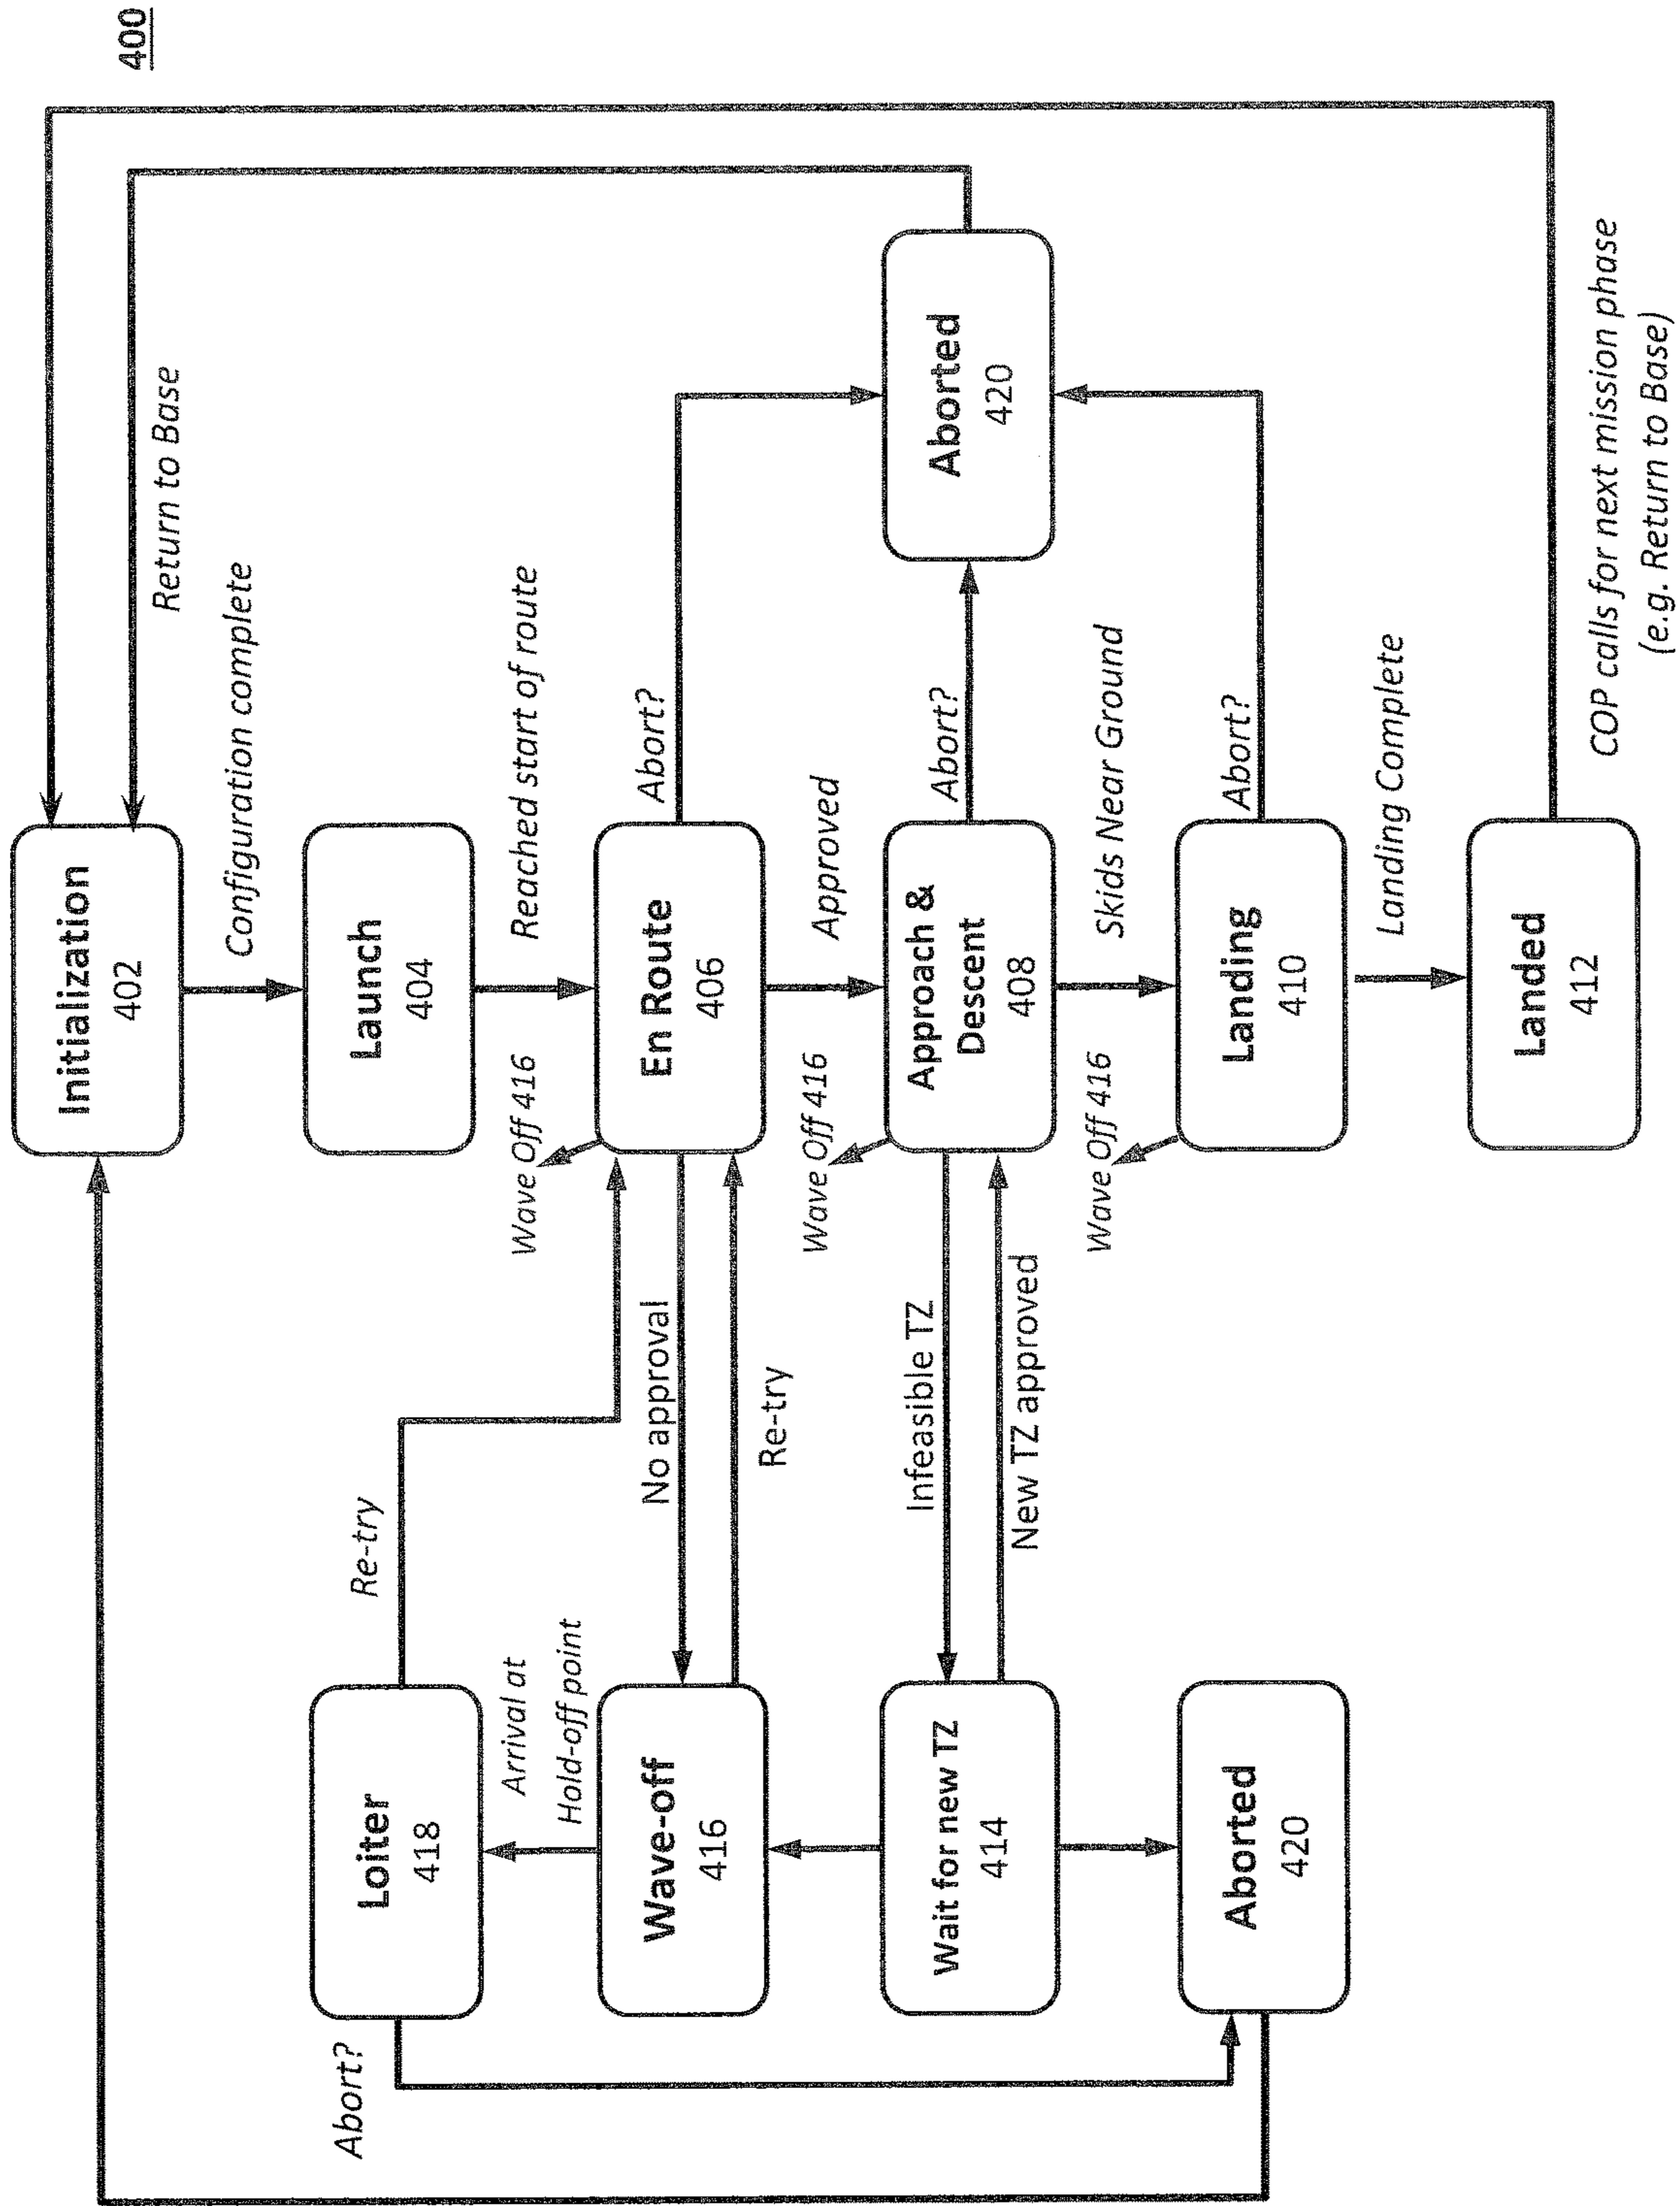 400
Initialization
402
Return to Base
Configuration complete
Launch
404
Reached start of route
Loiter
418
Abort?
Re-try
Arrival at
Hold-off point
Wave Off 416
En Route
406
Abort?
Wave-off
416
No approval
Re-try
Approved
Wave Off 416
Approach &
Descent
408
Abort?
Aborted
420
Wait for new TZ
414
Infeasible TZ
New TZ approved
Skids Near Ground
Wave Off 416
Landing
410
Abort?
Aborted
420
Landing Complete
Landed
412
COP calls for next mission phase
(e.g. Return to Base)